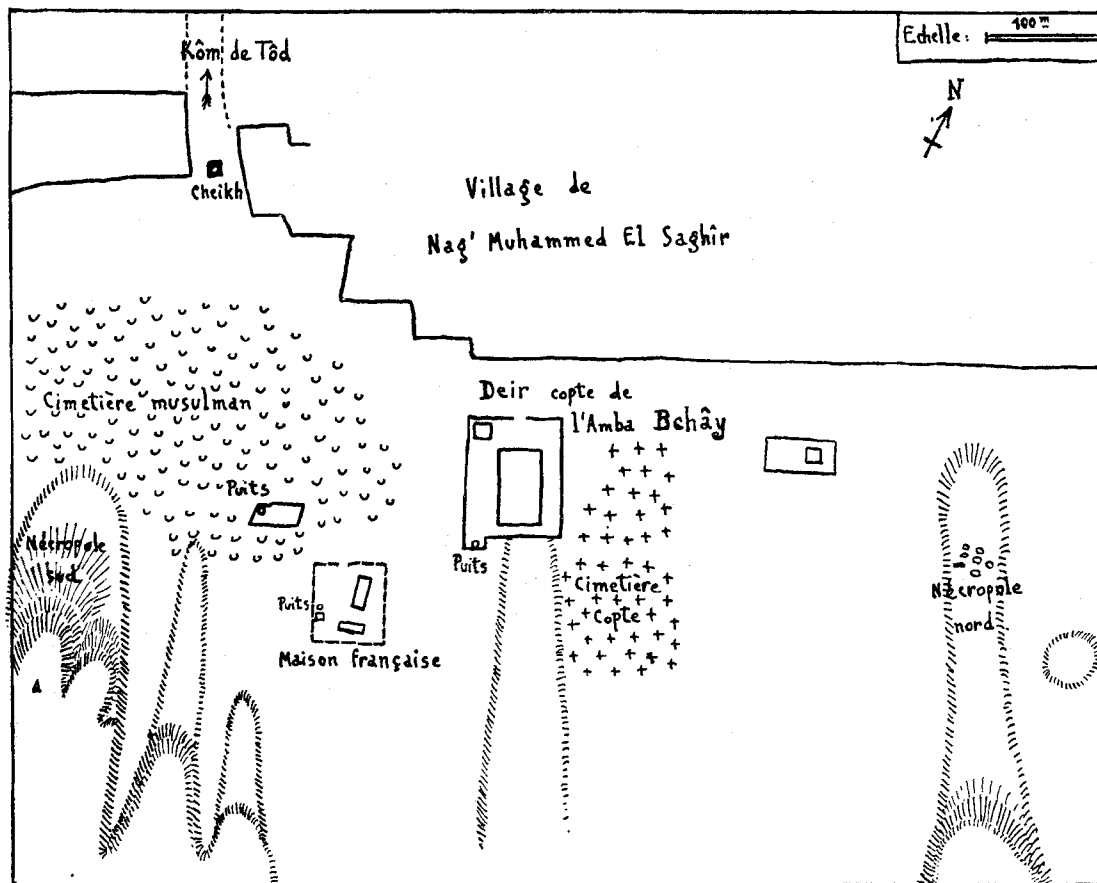 Kôm de Tôd
Echelle: 100 m
N
Cheikh
Village de
Nag' Muhammed El Saghîr
Deir copte de
l'Amba Bchây
Cimetière musulman
Puits
Nécropole
sud
Puits
Cimetière
Copte
Puits
Maison française
Nécropole
nord